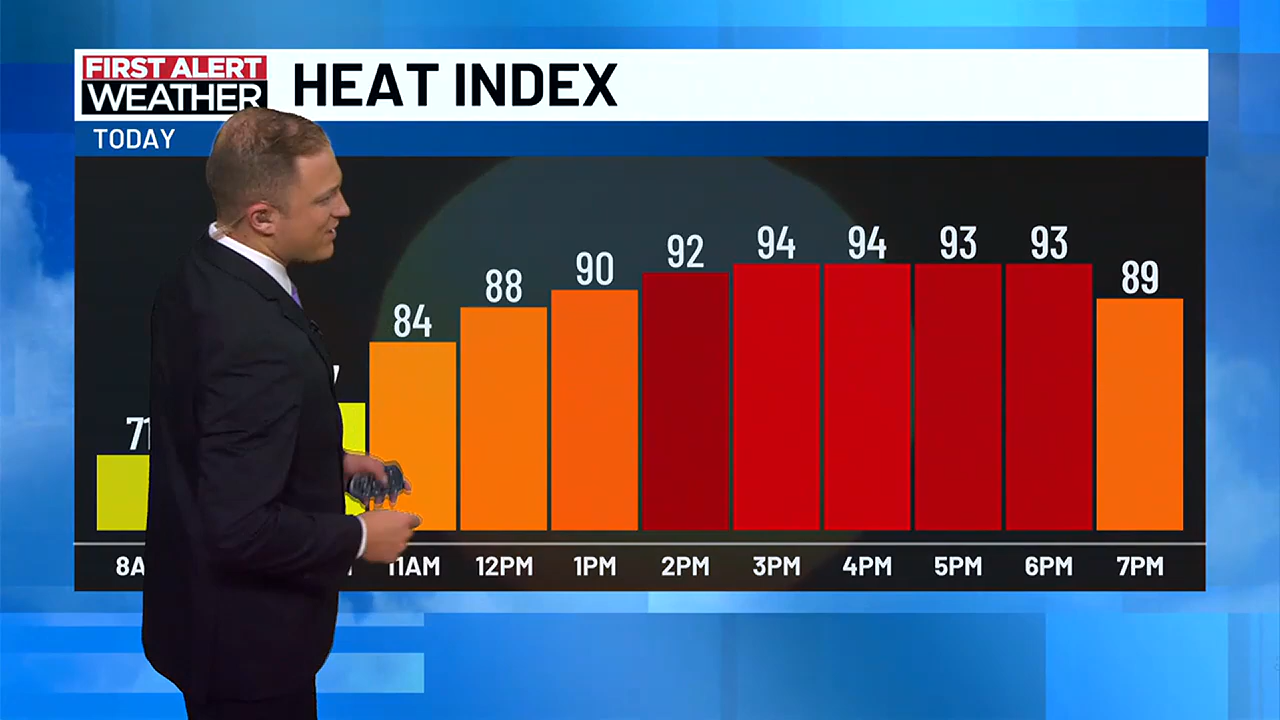 FIRST ALERT
WEATHER
HEAT INDEX
TODAY
71
84
88
90
92
94
94
93
93
89
11AM
12PM
1PM
2PM
3PM
4PM
5PM
6PM
7PM